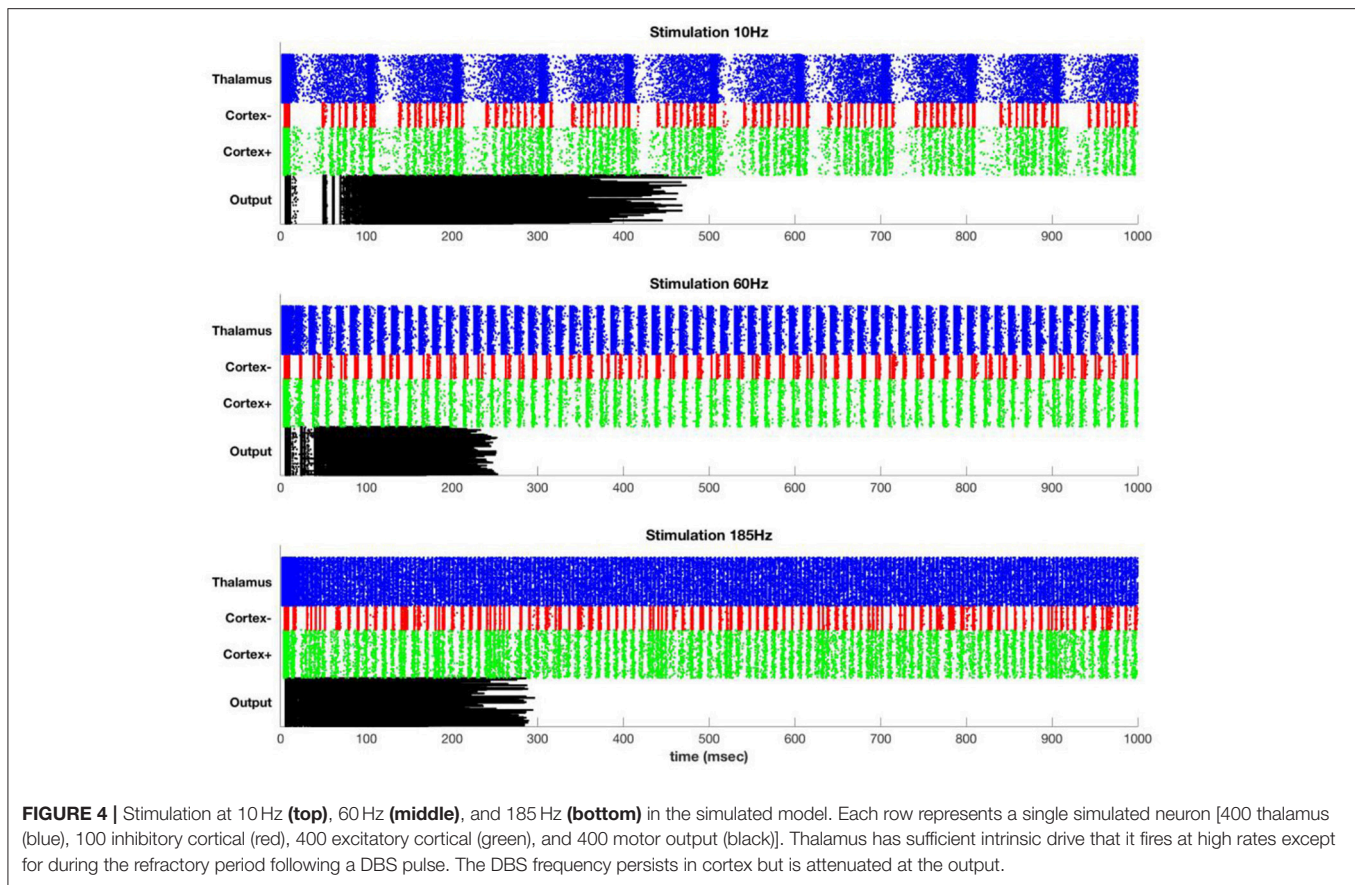 Stimulation 10Hz
Thalamus
Cortex-
Cortex+
Output
0 100 200 300 400 500 600 700 800 900 1000
Stimulation 60Hz
Thalamus
Cortex-
Cortex+
Output
0 100 200 300 400 500 600 700 800 900 1000
Stimulation 185Hz
Thalamus
Cortex-
Cortex+
Output
0 100 200 300 400 500 600 700 800 900 1000
time (msec)
FIGURE 4 | Stimulation at 10 Hz (top), 60 Hz (middle), and 185 Hz (bottom) in the simulated model. Each row represents a single simulated neuron [400 thalamus
(blue), 100 inhibitory cortical (red), 400 excitatory cortical (green), and 400 motor output (black)]. Thalamus has sufficient intrinsic drive that it fires at high rates except
for during the refractory period following a DBS pulse. The DBS frequency persists in cortex but is attenuated at the output.